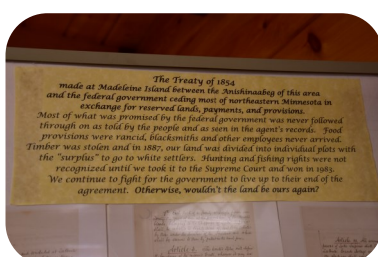 The Treaty of 1854
made at Madeleine Island between the Anishinaabeg of this area
and the federal government ceding most of northeastern Minnesota in
exchange for reserved lands, payments, and provisions.
Most of what was promised by the federal government was never followed
through on as told by the people and as seen in the agent's records. Food
provisions were rancid, blacksmiths and other employees never arrived.
Timber was stolen and in 1887, our land was divided into individual plots with
the "surplus" to go to white settlers. Hunting and fishing rights were not
recognized until we took it to the Supreme Court and won in 1983.
We continue to fight for the government to live up to their end of the
agreement. Otherwise, wouldn't the land be ours again?